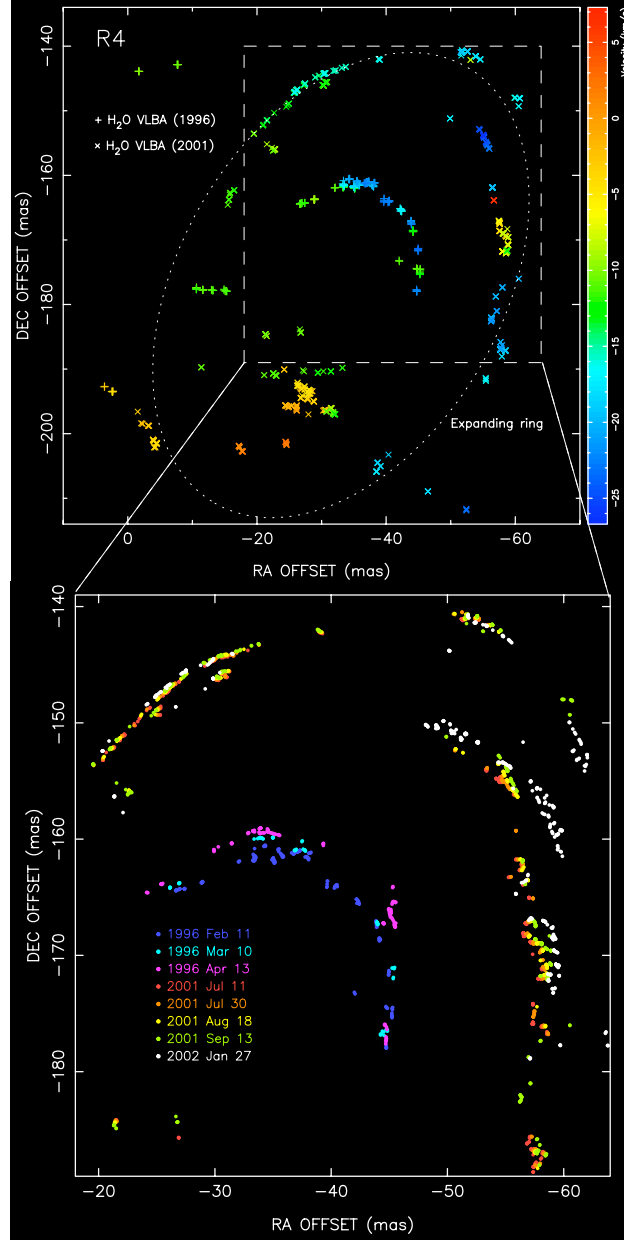 R4
+ H2O VLBA (1996)
× H2O VLBA (2001)
Expanding ring
DEC OFFSET (mas)
−140
−160
−180
−200
0
−20
−40
−60
RA OFFSET (mas)
5
0
−5
−10
−15
−20
−25
DEC OFFSET (mas)
−140
−150
−160
−170
−180
1996 Feb 11
1996 Mar 10
1996 Apr 13
2001 Jul 11
2001 Jul 30
2001 Aug 18
2001 Sep 13
2002 Jan 27
−20
−30
−40
−50
−60
RA OFFSET (mas)